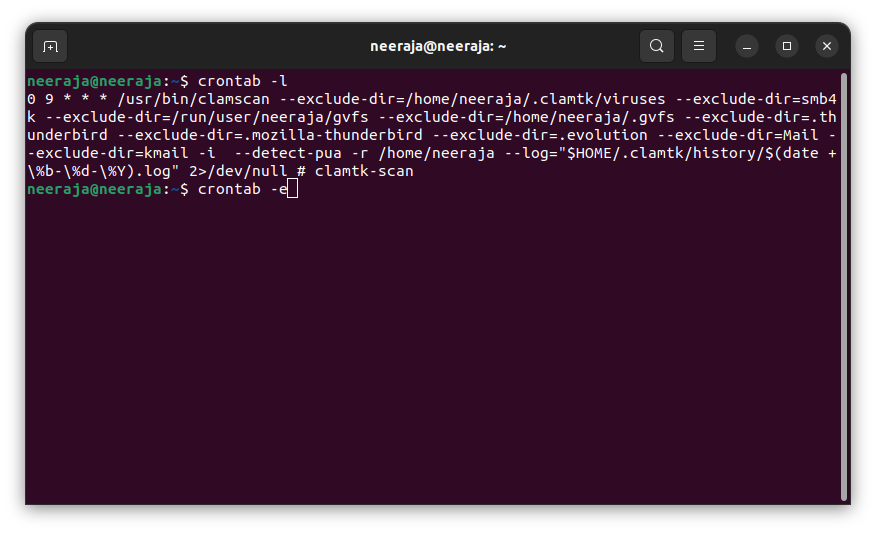 neeraja@neeraja: ~
neeraja@neeraja:~$ crontab -l
0 9 * * * /usr/bin/clamscan --exclude-dir=/home/neeraja/.clamtk/viruses --exclude-dir=smb4
k --exclude-dir=/run/user/neeraja/gvfs --exclude-dir=/home/neeraja/.gvfs --exclude-dir=.th
underbird --exclude-dir=.mozilla-thunderbird --exclude-dir=.evolution --exclude-dir=Mail -
-exclude-dir=kmail -i  --detect-pua -r /home/neeraja --log="$HOME/.clamtk/history/$(date +
\%b-\%d-\%Y).log" 2>/dev/null # clamtk-scan
neeraja@neeraja:~$ crontab -e